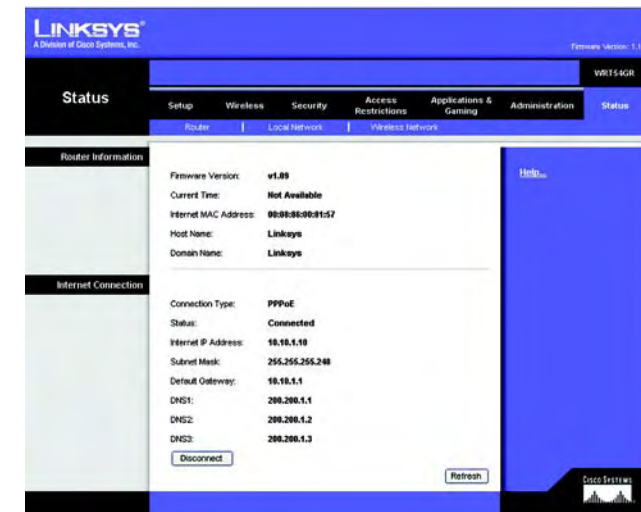 LINKSYS®
A Division of Cisco Systems, Inc.
Firmware Version: 1.1
WRT54GR
Status
Setup Wireless Security Access Restrictions Applications & Gaming Administration Status
Router | Local Network | Wireless Network
Router Information
Firmware Version: v1.09
Help...
Current Time: Not Available
Internet MAC Address: 00:08:86:00:01:57
Host Name: Linksys
Domain Name: Linksys
Internet Connection
Connection Type: PPPoE
Status: Connected
Internet IP Address: 10.10.1.10
Subnet Mask: 255.255.255.248
Default Gateway: 10.10.1.1
DNS1: 200.200.1.1
DNS2: 200.200.1.2
DNS3: 200.200.1.3
Disconnect
Refresh
CISCO SYSTEMS